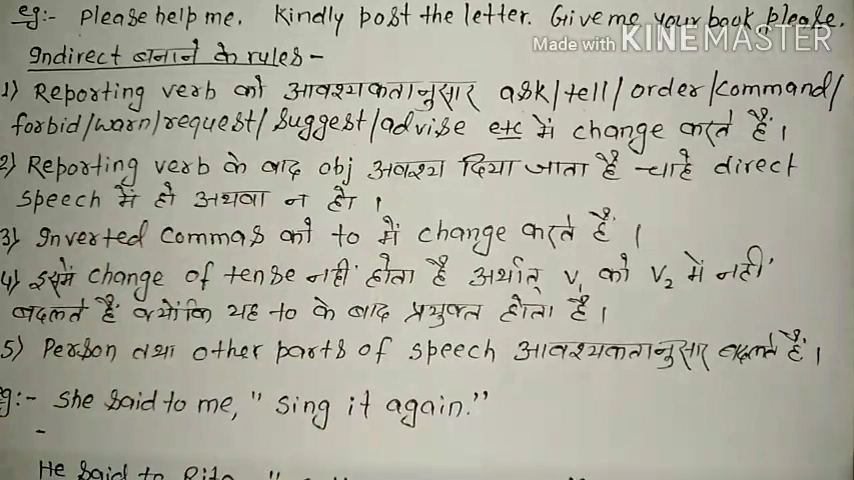 eg:- Please help me. Kindly post the letter. Give me your book please.
Made with KINEMASTER
Indirect बनाने के rules -
1) Reporting verb को आवश्यकतानुसार ask/tell/order/command/
forbid/warn/request/suggest/advise etc में change करते हैं।
2) Reporting verb के बाद obj अवश्य दिया जाता है चाहे direct
speech में हो अथवा न हो।
3) Inverted commas को to में change करते हैं।
4) इसमें change of tense नहीं होता है अर्थात् V1 को V2 में नहीं
बदलते हैं क्योंकि यह to के बाद प्रयुक्त होता है।
5) Person तथा other parts of speech आवश्यकतानुसार बदलते हैं।
eg:- She said to me, "Sing it again."
-
He said to Rita, "